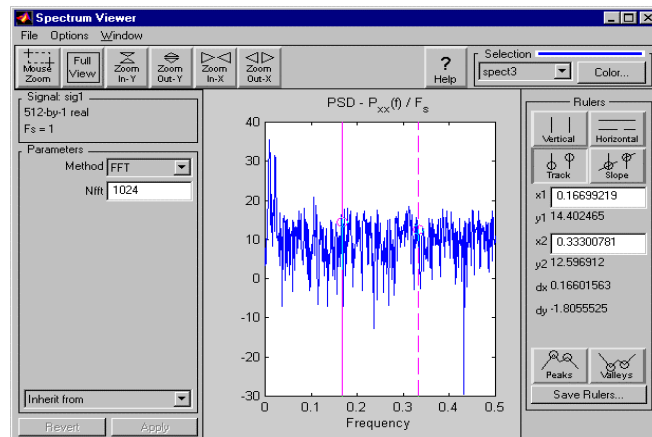 Spectrum Viewer
File Options Window
Mouse Zoom
Full View
Zoom In-Y
Zoom Out-Y
Zoom In-X
Zoom Out-X
? Help
Selection
spect3
Color...
Signal: sig1
512-by-1 real
Fs = 1
Parameters
Method FFT
Nfft 1024
Inherit from
Revert Apply
PSD - Pxx(f) / Fs
40
30
20
10
0
-10
-20
-30
0 0.1 0.2 0.3 0.4 0.5
Frequency
Rulers
Vertical Horizontal
Track Slope
x1 0.16699219
y1 14.402465
x2 0.33300781
y2 12.596912
dx 0.16601563
dy -1.8055525
Peaks Valleys
Save Rulers...